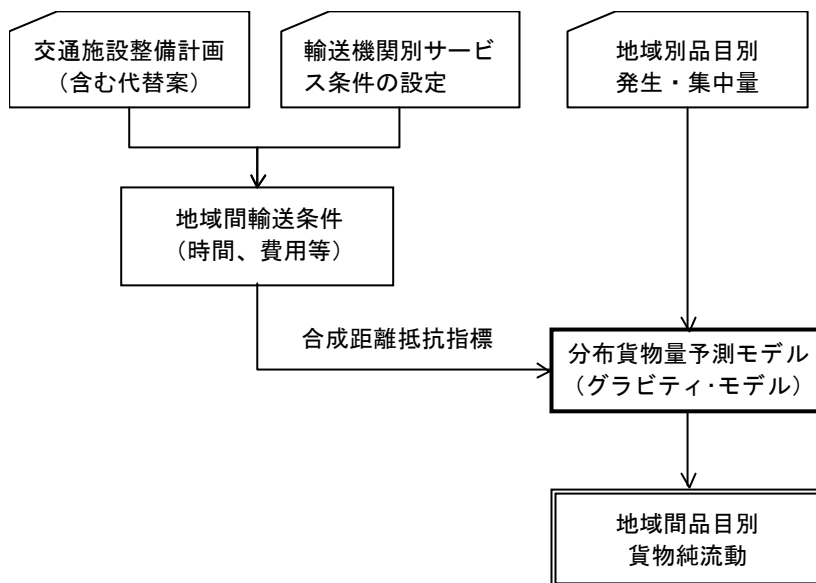 交通施設整備計画
（含む代替案）
輸送機関別サービ
ス条件の設定
地域別品目別
発生・集中量
地域間輸送条件
（時間、費用等）
合成距離抵抗指標
分布貨物量予測モデル
（グラビティ･モデル）
地域間品目別
貨物純流動